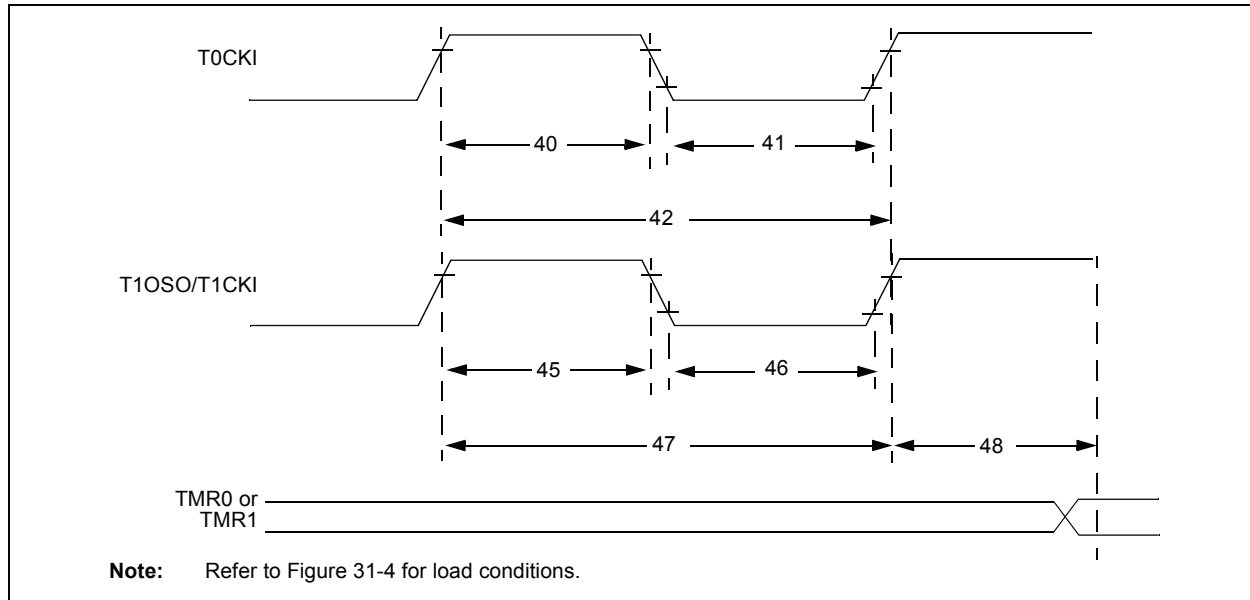 T0CKI
40
41
42
T1OSO/T1CKI
45
46
47
48
TMR0 or
TMR1
Note: Refer to Figure 31-4 for load conditions.